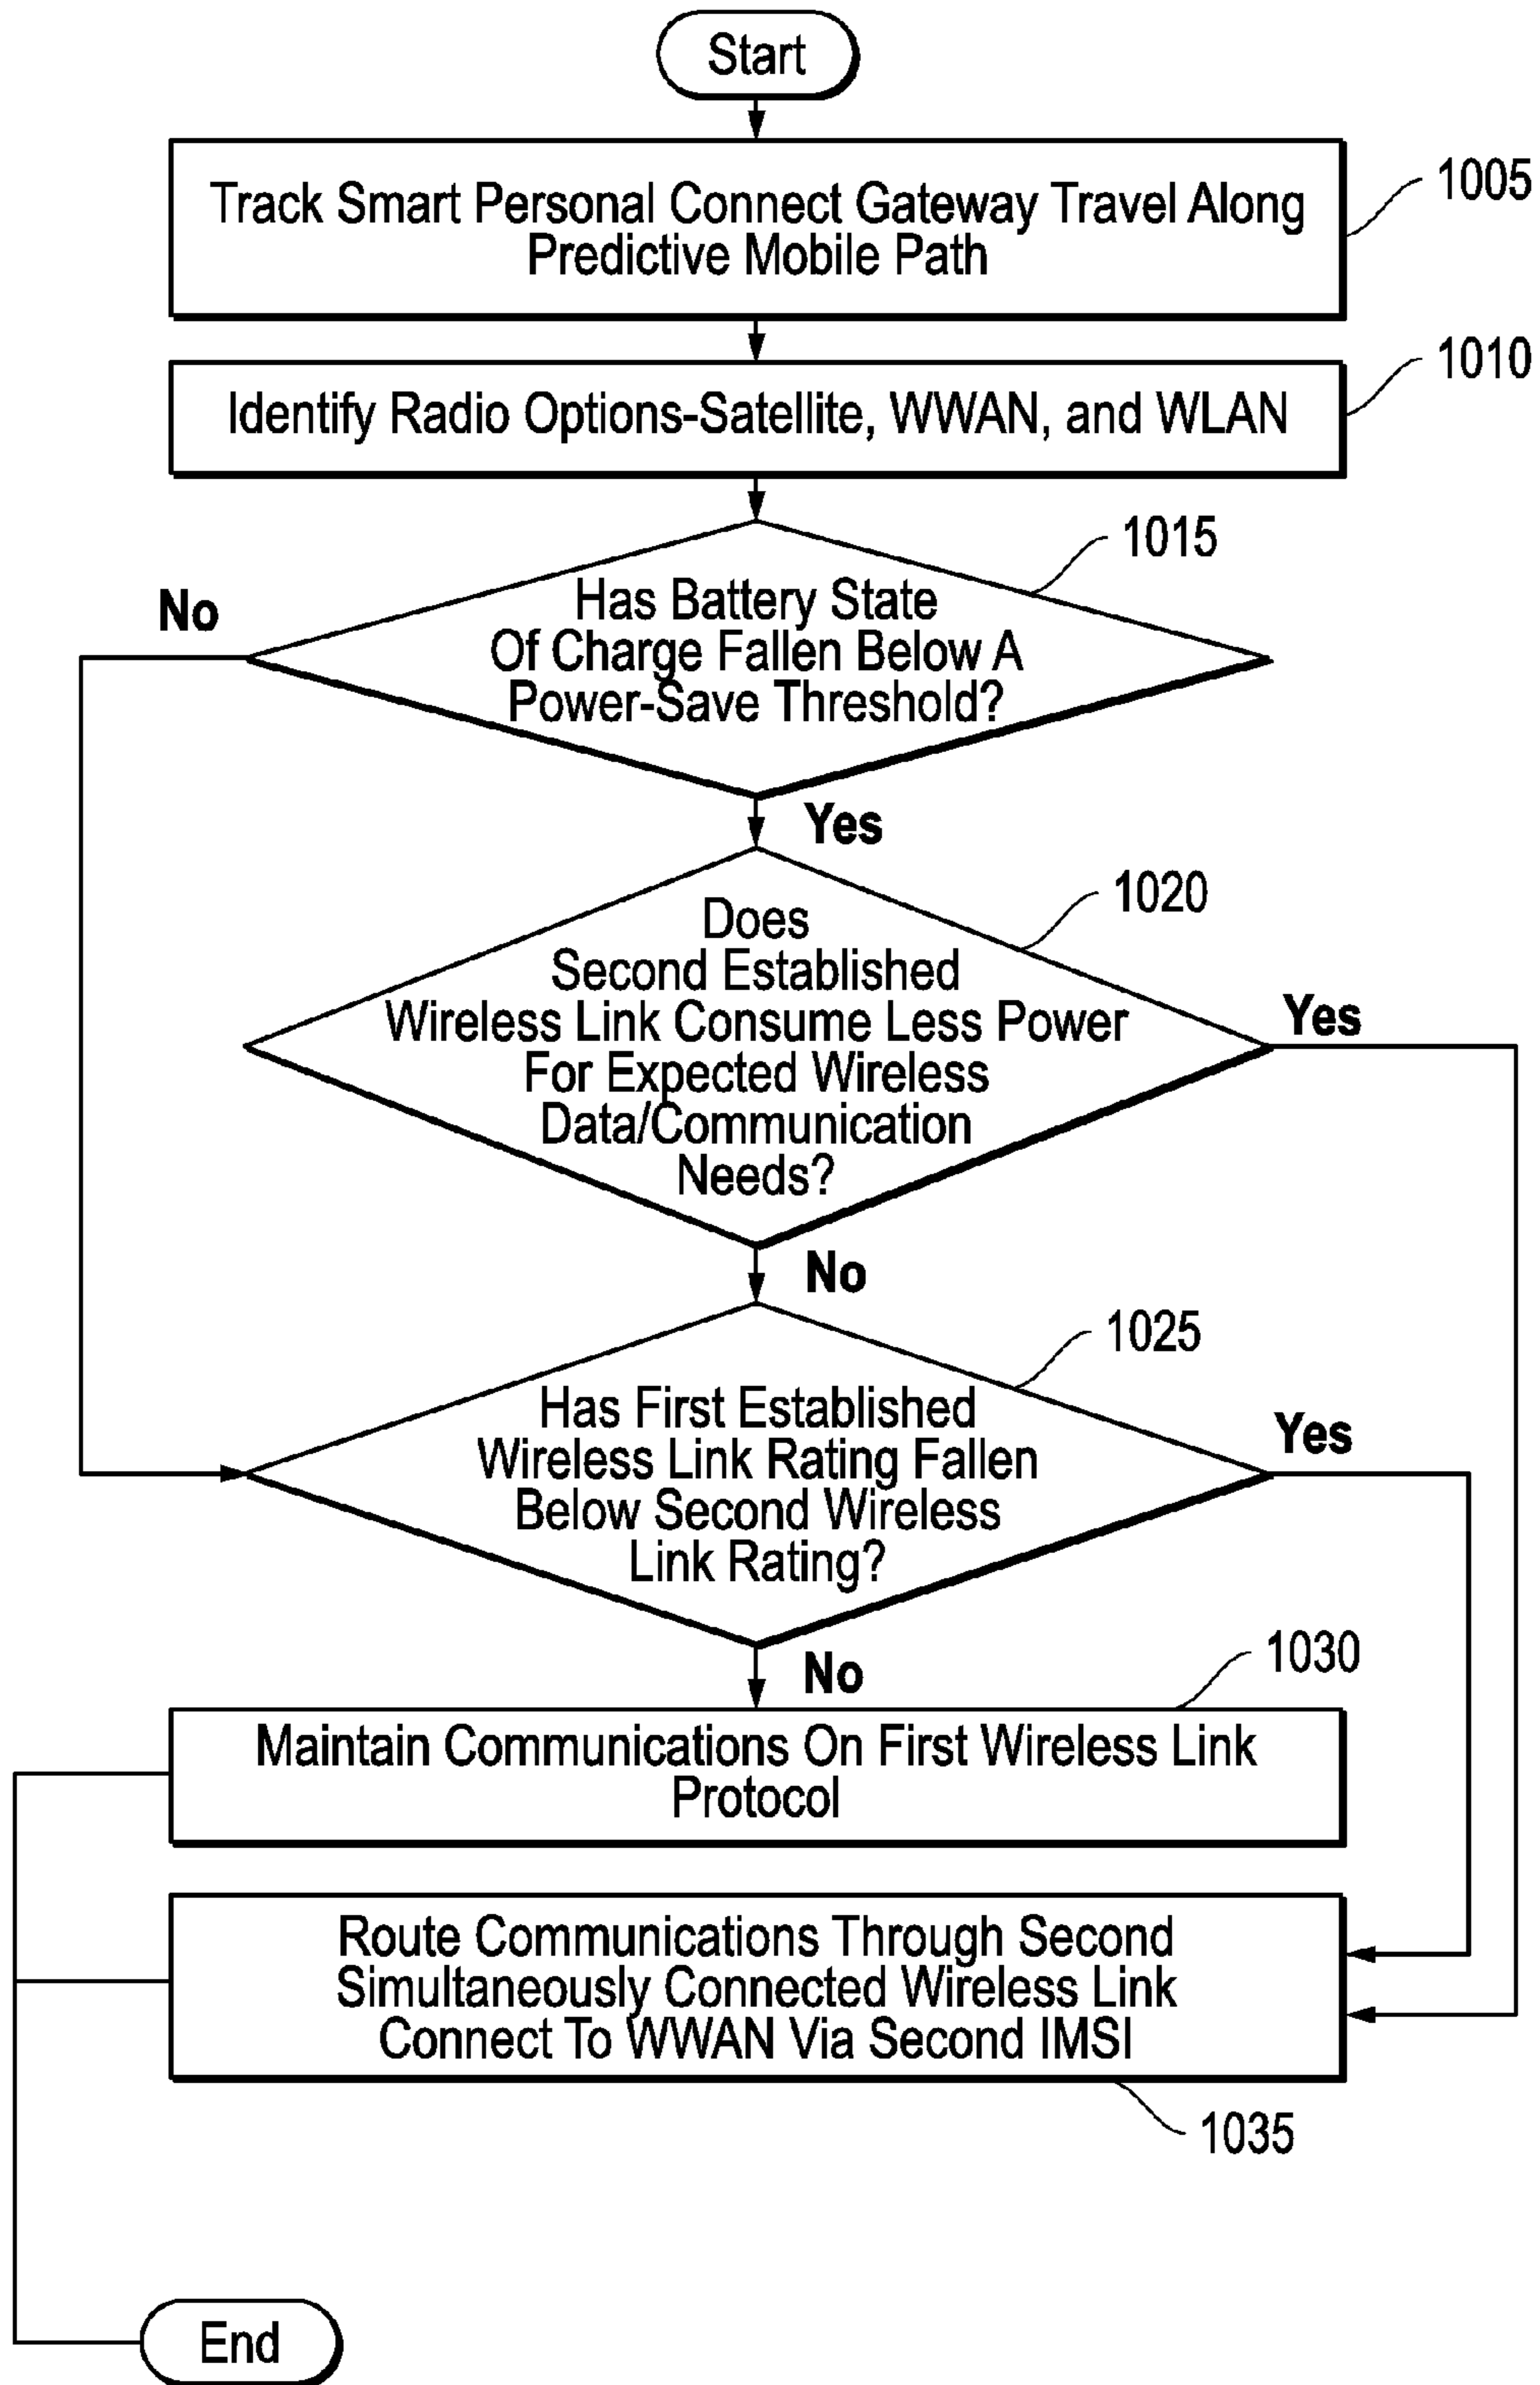 Start
Track Smart Personal Connect Gateway Travel Along
Predictive Mobile Path
1005
Identify Radio Options-Satellite, WWAN, and WLAN
1010
Has Battery State
Of Charge Fallen Below A
Power-Save Threshold?
1015
No
Yes
Does
Second Established
Wireless Link Consume Less Power
For Expected Wireless
Data/Communication
Needs?
1020
Yes
No
Has First Established
Wireless Link Rating Fallen
Below Second Wireless
Link Rating?
1025
Yes
No
1030
Maintain Communications On First Wireless Link
Protocol
Route Communications Through Second
Simultaneously Connected Wireless Link
Connect To WWAN Via Second IMSI
1035
End